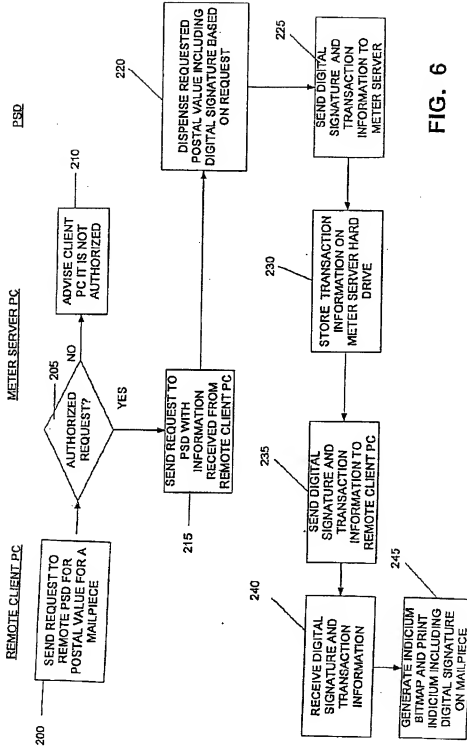 REMOTE CLIENT PC
METER SERVER PC
PSD
200
SEND REQUEST TO
REMOTE PSD FOR
POSTAL VALUE FOR A
MAILPIECE
205
AUTHORIZED
REQUEST?
NO
210
ADVISE CLIENT
PC IT IS NOT
AUTHORIZED
YES
SEND REQUEST TO
PSD WITH
INFORMATION
RECEIVED FROM
REMOTE CLIENT PC
215
220
DISPENSE REQUESTED
POSTAL VALUE INCLUDING
DIGITAL SIGNATURE BASED
ON REQUEST
225
SEND DIGITAL
SIGNATURE AND
TRANSACTION
INFORMATION TO
METER SERVER
230
STORE TRANSACTION
INFORMATION ON
METER SERVER HARD
DRIVE
235
SEND DIGITAL
SIGNATURE AND
TRANSACTION
INFORMATION TO
REMOTE CLIENT PC
240
RECEIVE DIGITAL
SIGNATURE AND
TRANSACTION
INFORMATION
245
GENERATE INDICIUM
BITMAP AND PRINT
INDICIUM INCLUDING
DIGITAL SIGNATURE
ON MAILPIECE
FIG. 6